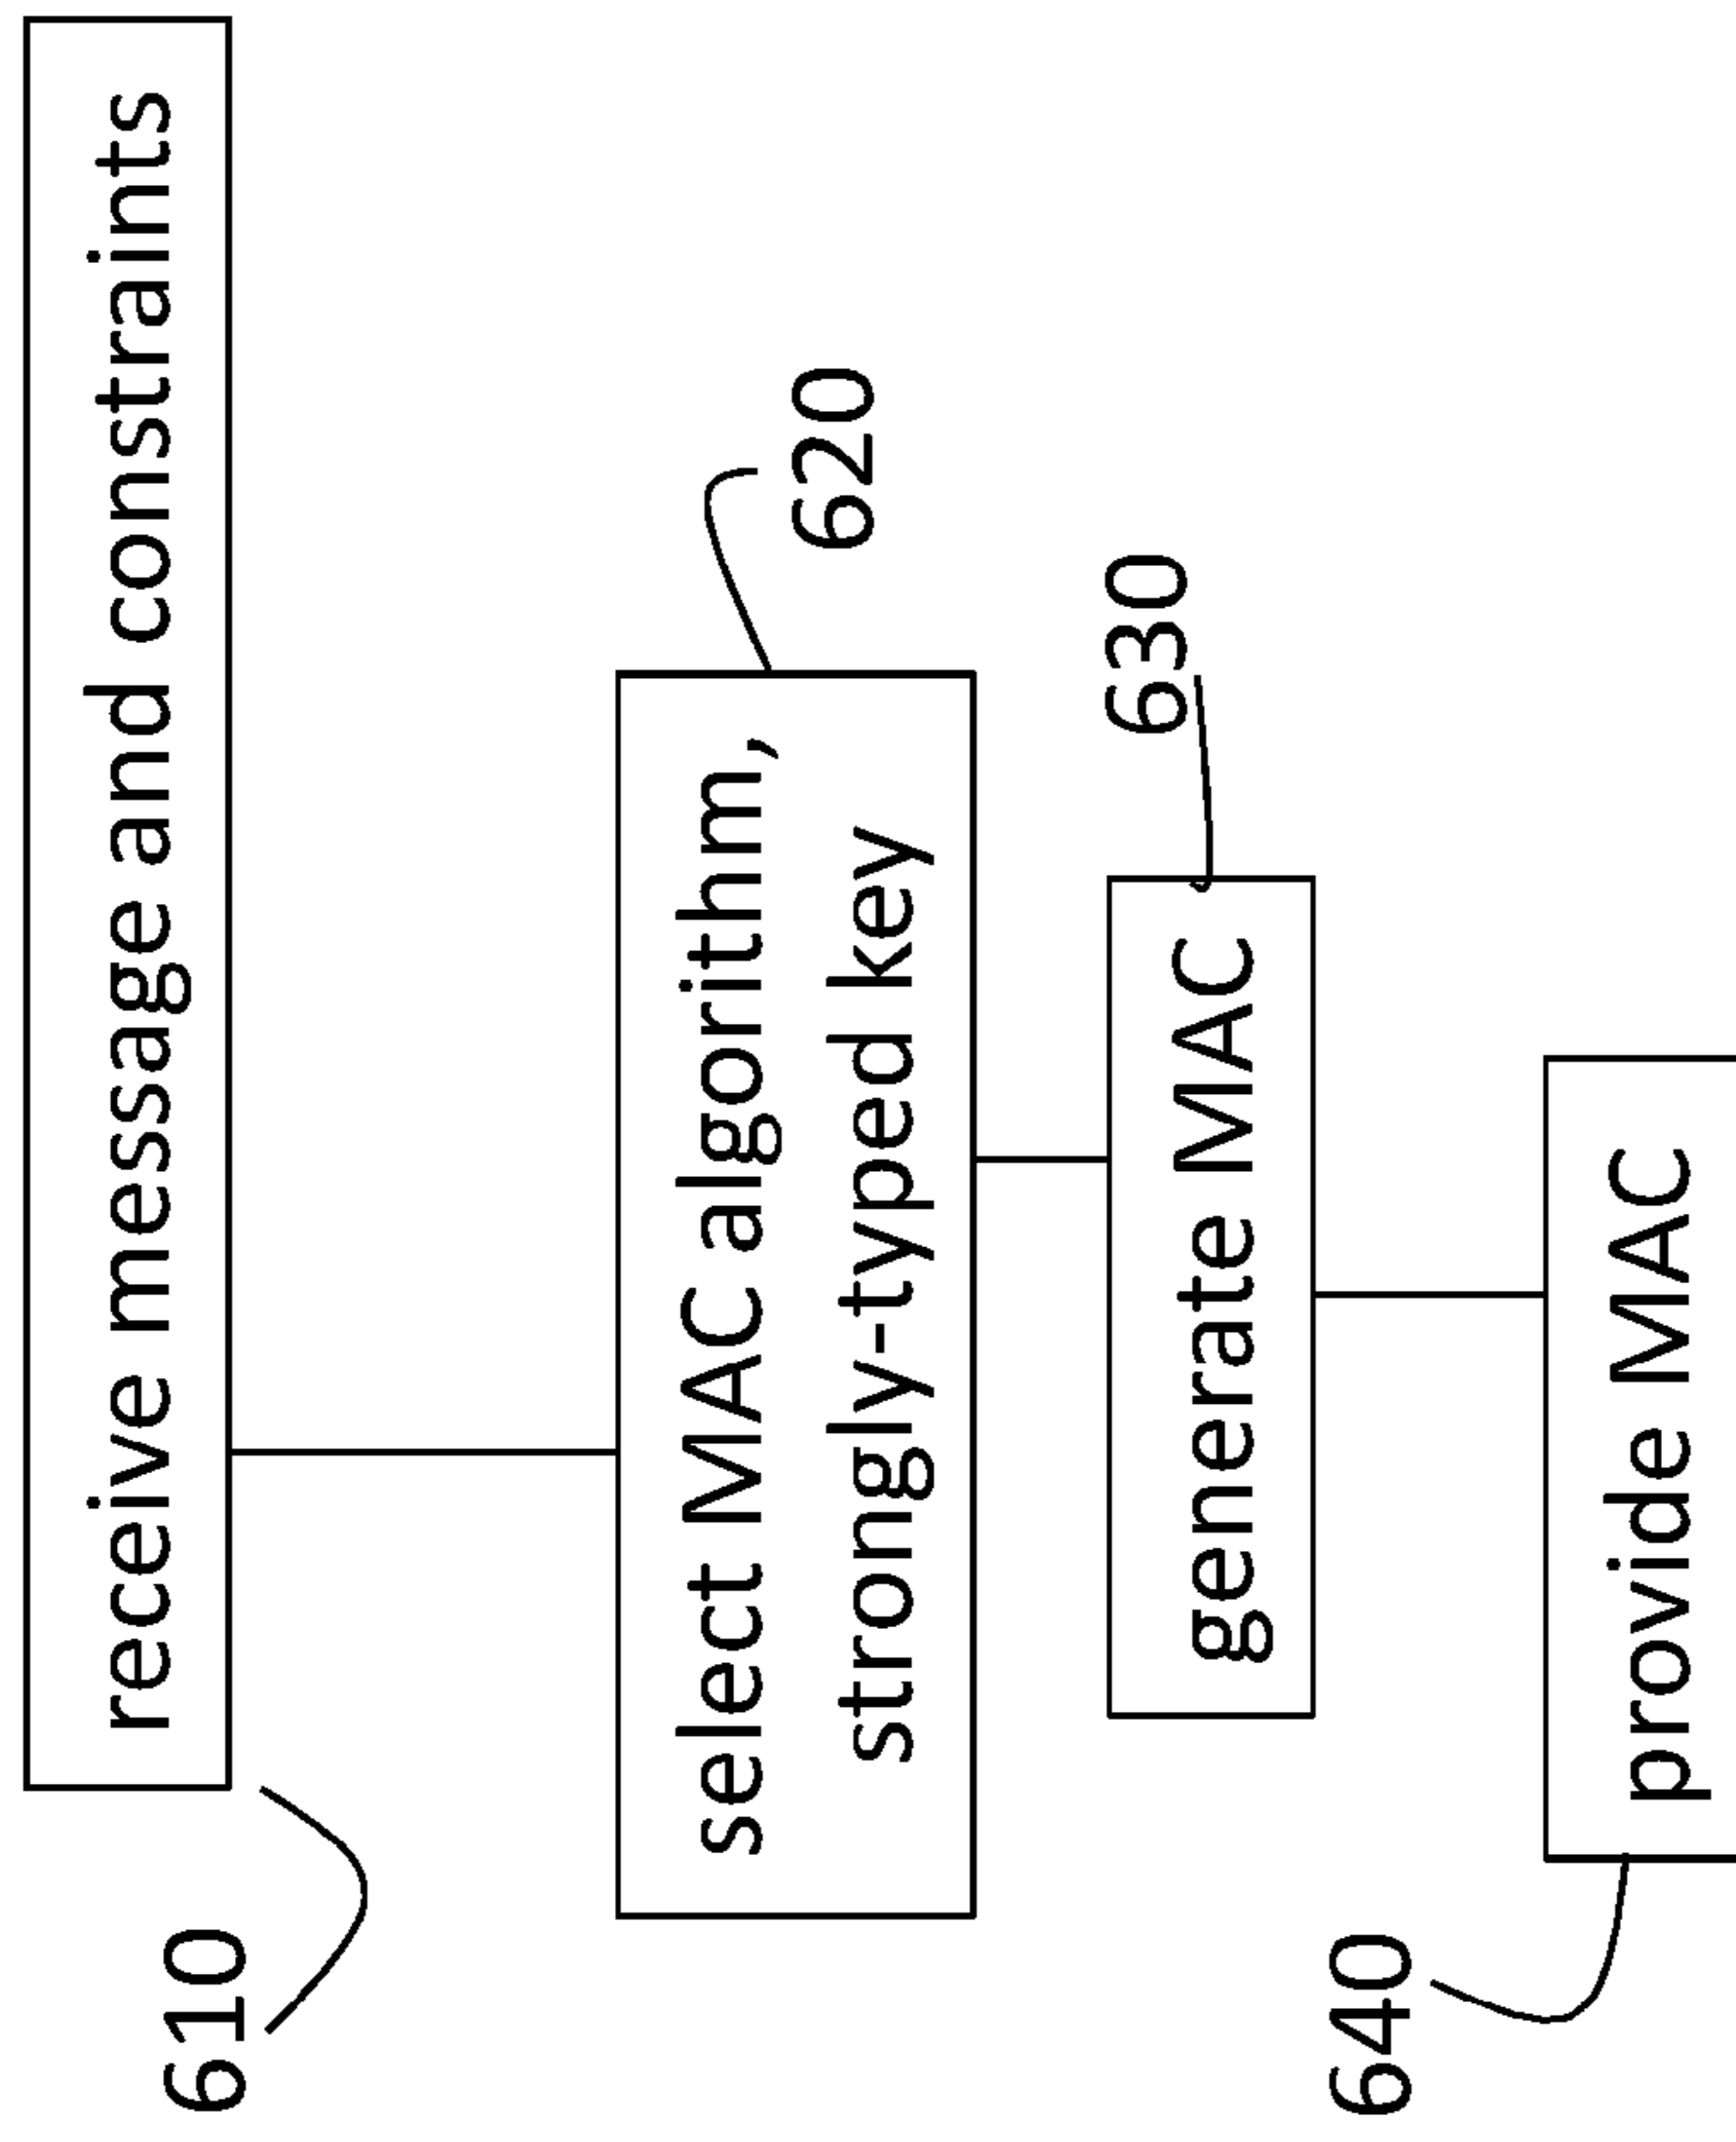 receive message and constraints
610
select MAC algorithm,
strongly-typed key
620
generate MAC
630
provide MAC
640